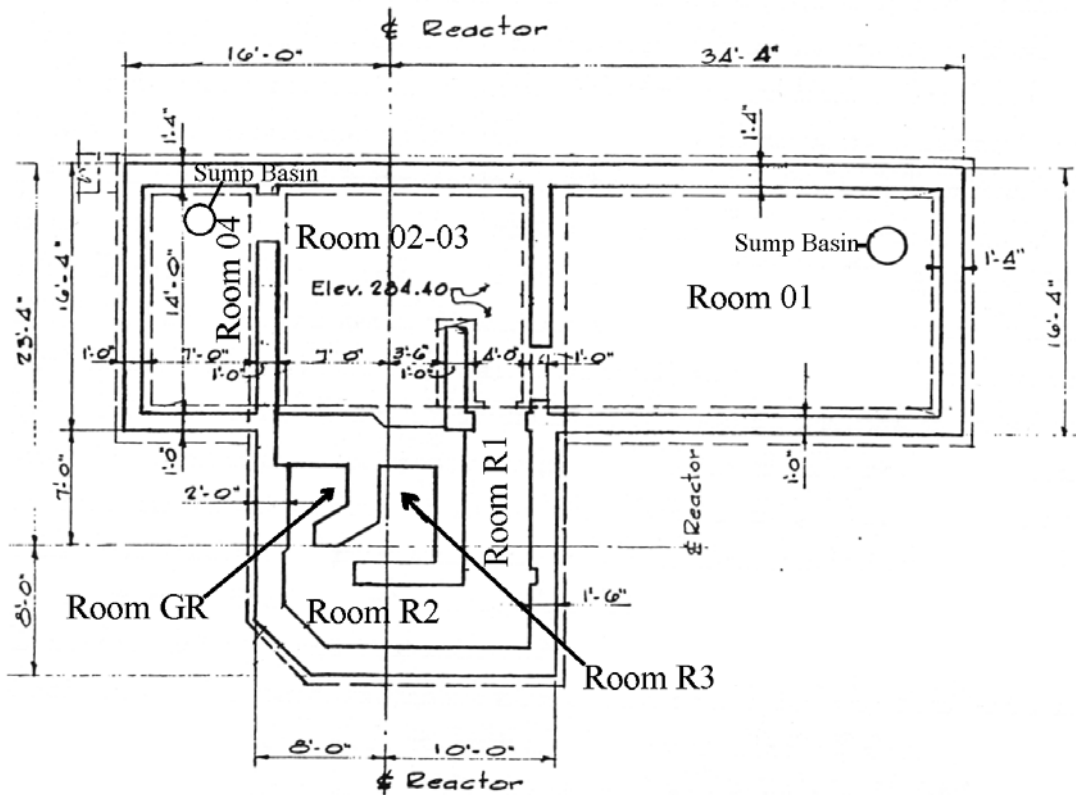 ℄ Reactor
16'-0"
34'-4"
1'-4"
1'-4"
Sump Basin
Room 04
Room 02-03
Sump Basin
Room 01
1'-4"
Elev. 284.40
14'-0"
16'-4"
23'-4"
16'-4"
1'-0"
7'-0"
1'-0"
7'-0"
3'-6"
1'-0"
4'-0"
1'-0"
1'-0"
1'-0"
7'-0"
2'-0"
Room R1
℄ Reactor
8'-0"
1'-6"
Room GR
Room R2
Room R3
8'-0"
10'-0"
℄ Reactor